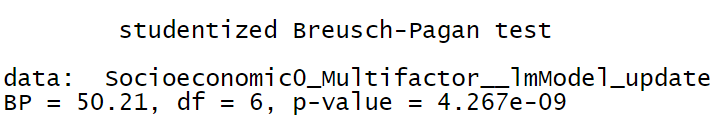 studentized Breusch-Pagan test
data:  Socioeconomic0_Multifactor__lmModel_update
BP = 50.21, df = 6, p-value = 4.267e-09